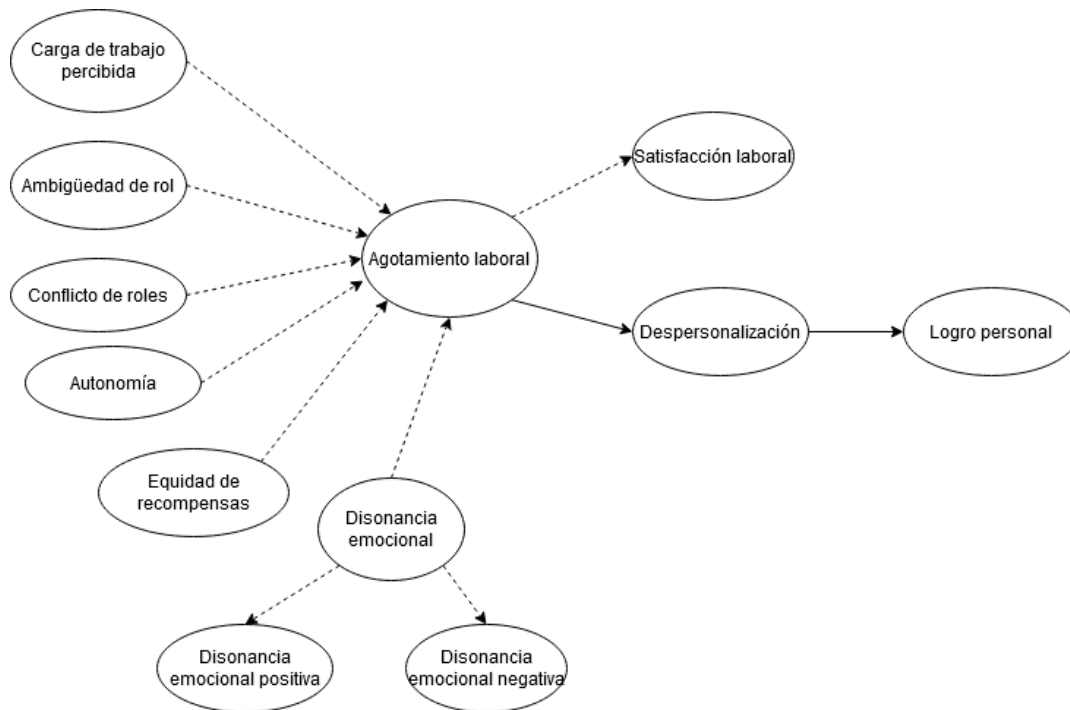 Carga de trabajo
percibida
Ambigüedad de rol
Conflicto de roles
Autonomía
Equidad de
recompensas
Disonancia
emocional
Disonancia
emocional positiva
Disonancia
emocional negativa
Agotamiento laboral
Satisfacción laboral
Despersonalización
Logro personal